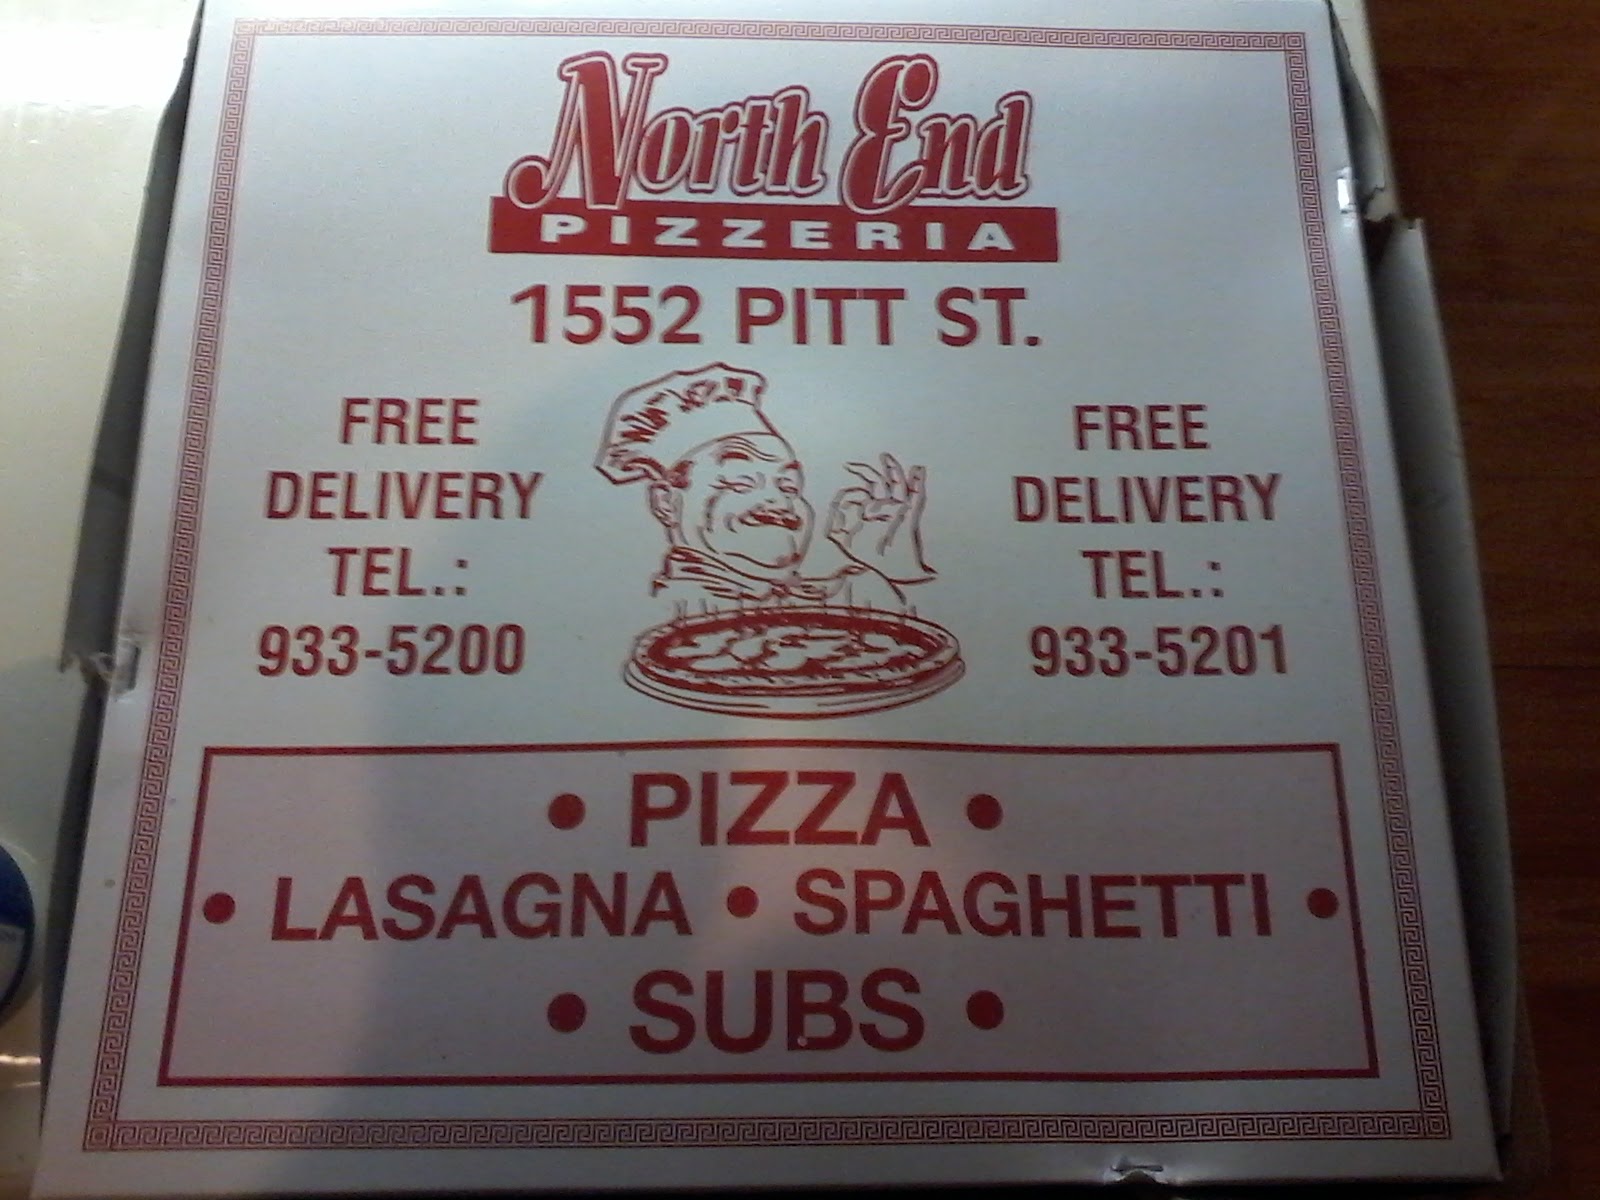 North End
PIZZERIA
1552 PITT ST.
FREE
DELIVERY
TEL.:
933-5200
FREE
DELIVERY
TEL.:
933-5201
• PIZZA •
• LASAGNA • SPAGHETTI •
• SUBS •